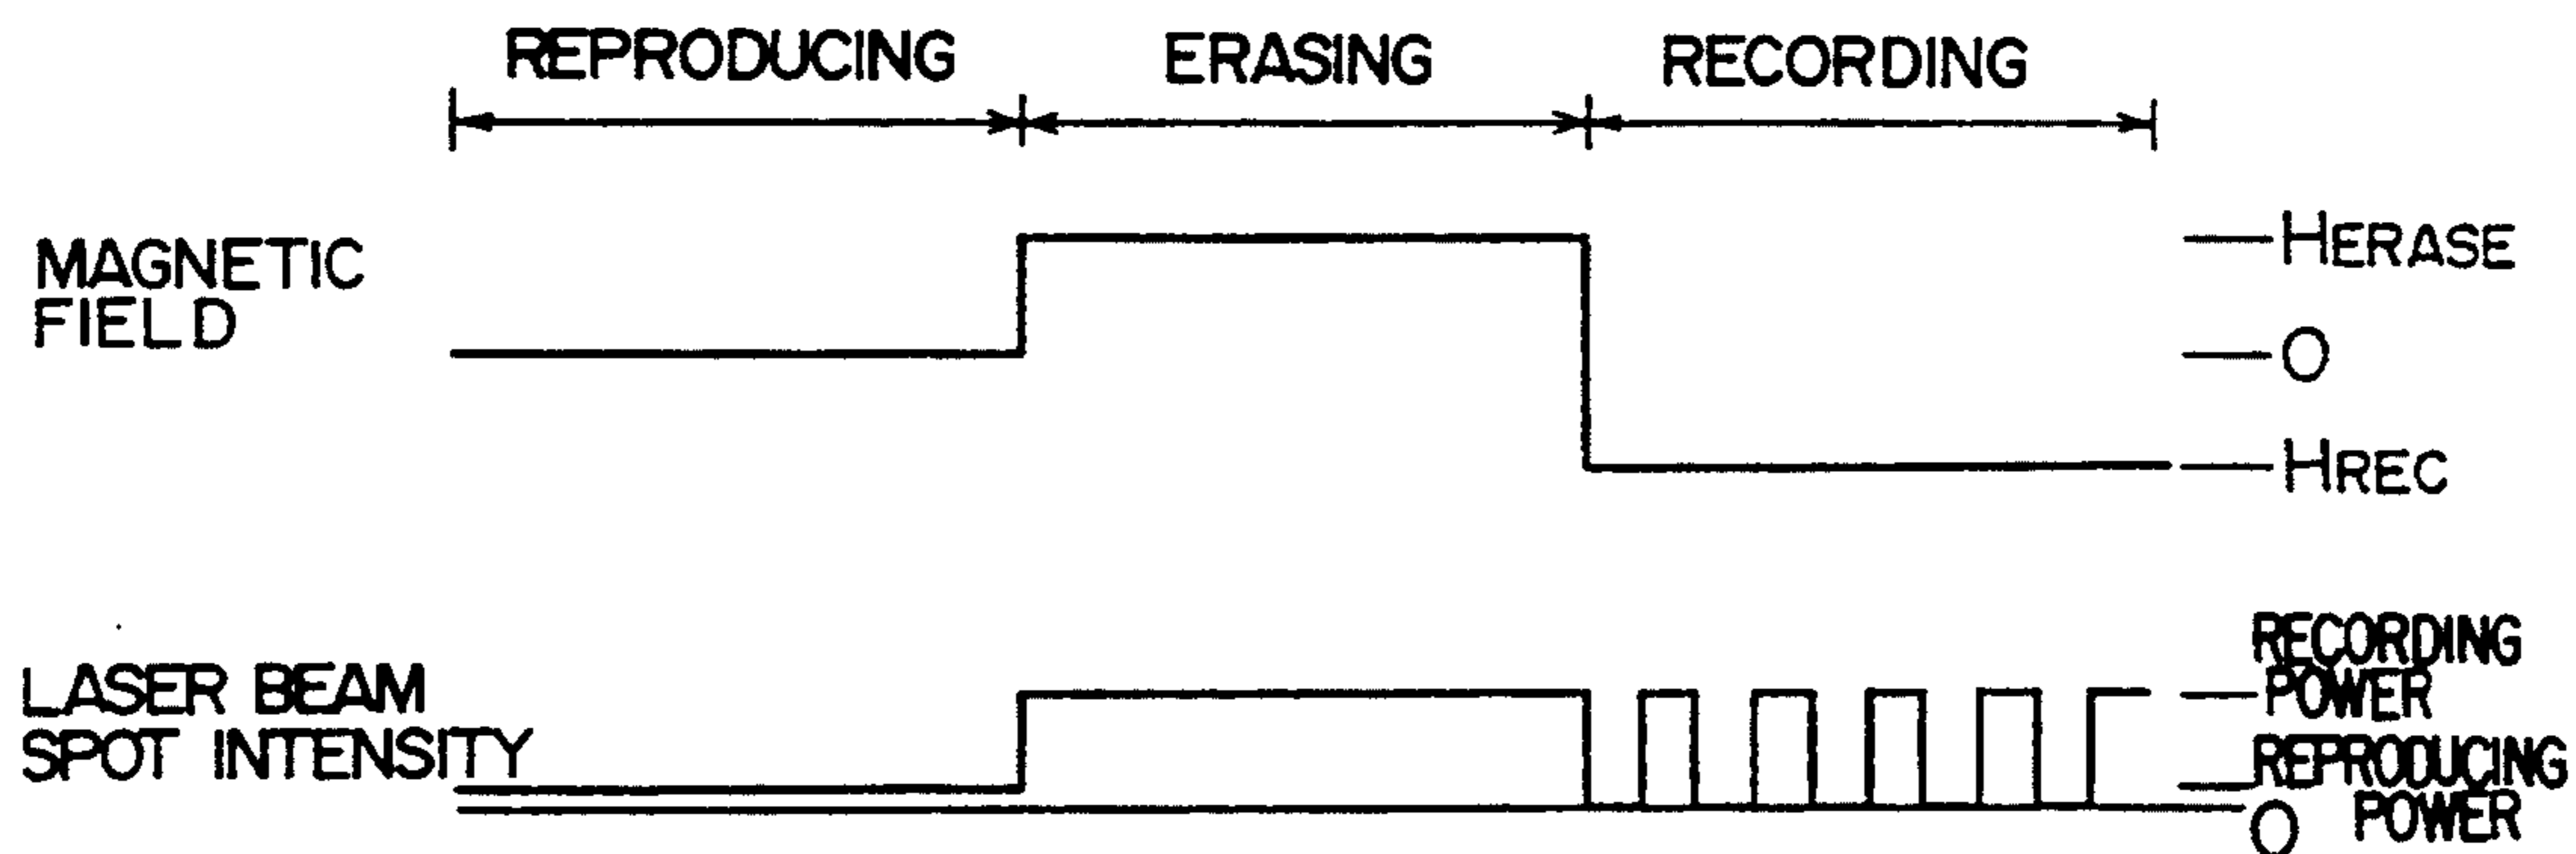 REPRODUCING ERASING RECORDING
MAGNETIC
FIELD
HERASE
O
HREC
LASER BEAM
SPOT INTENSITY
RECORDING
POWER
REPRODUCING
POWER
O